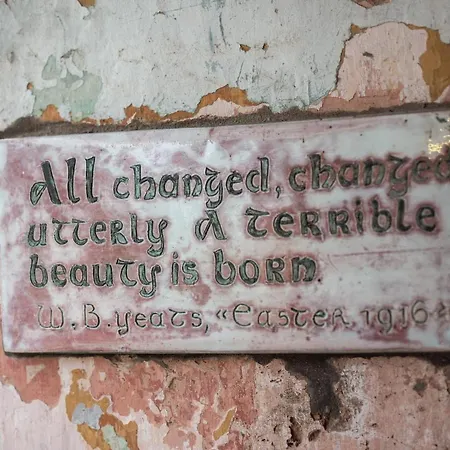 All changed, changed
utterly A terrible
beauty is born.
W. B. Yeats, "Easter, 1916"